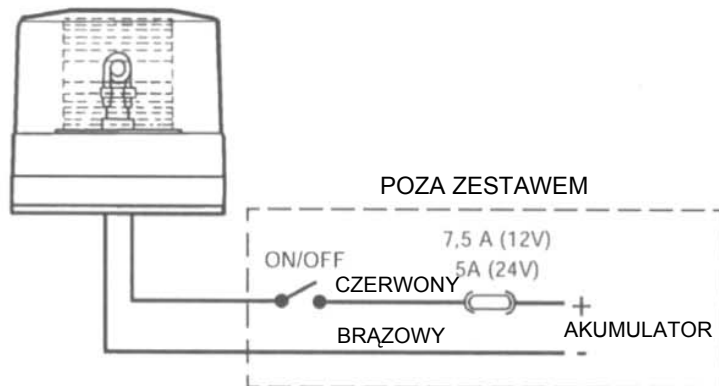 POZA ZESTAWEM
7,5 A (12V)
ON/OFF
5A (24V)
CZERWONY
+
BRĄZOWY
AKUMULATOR
-